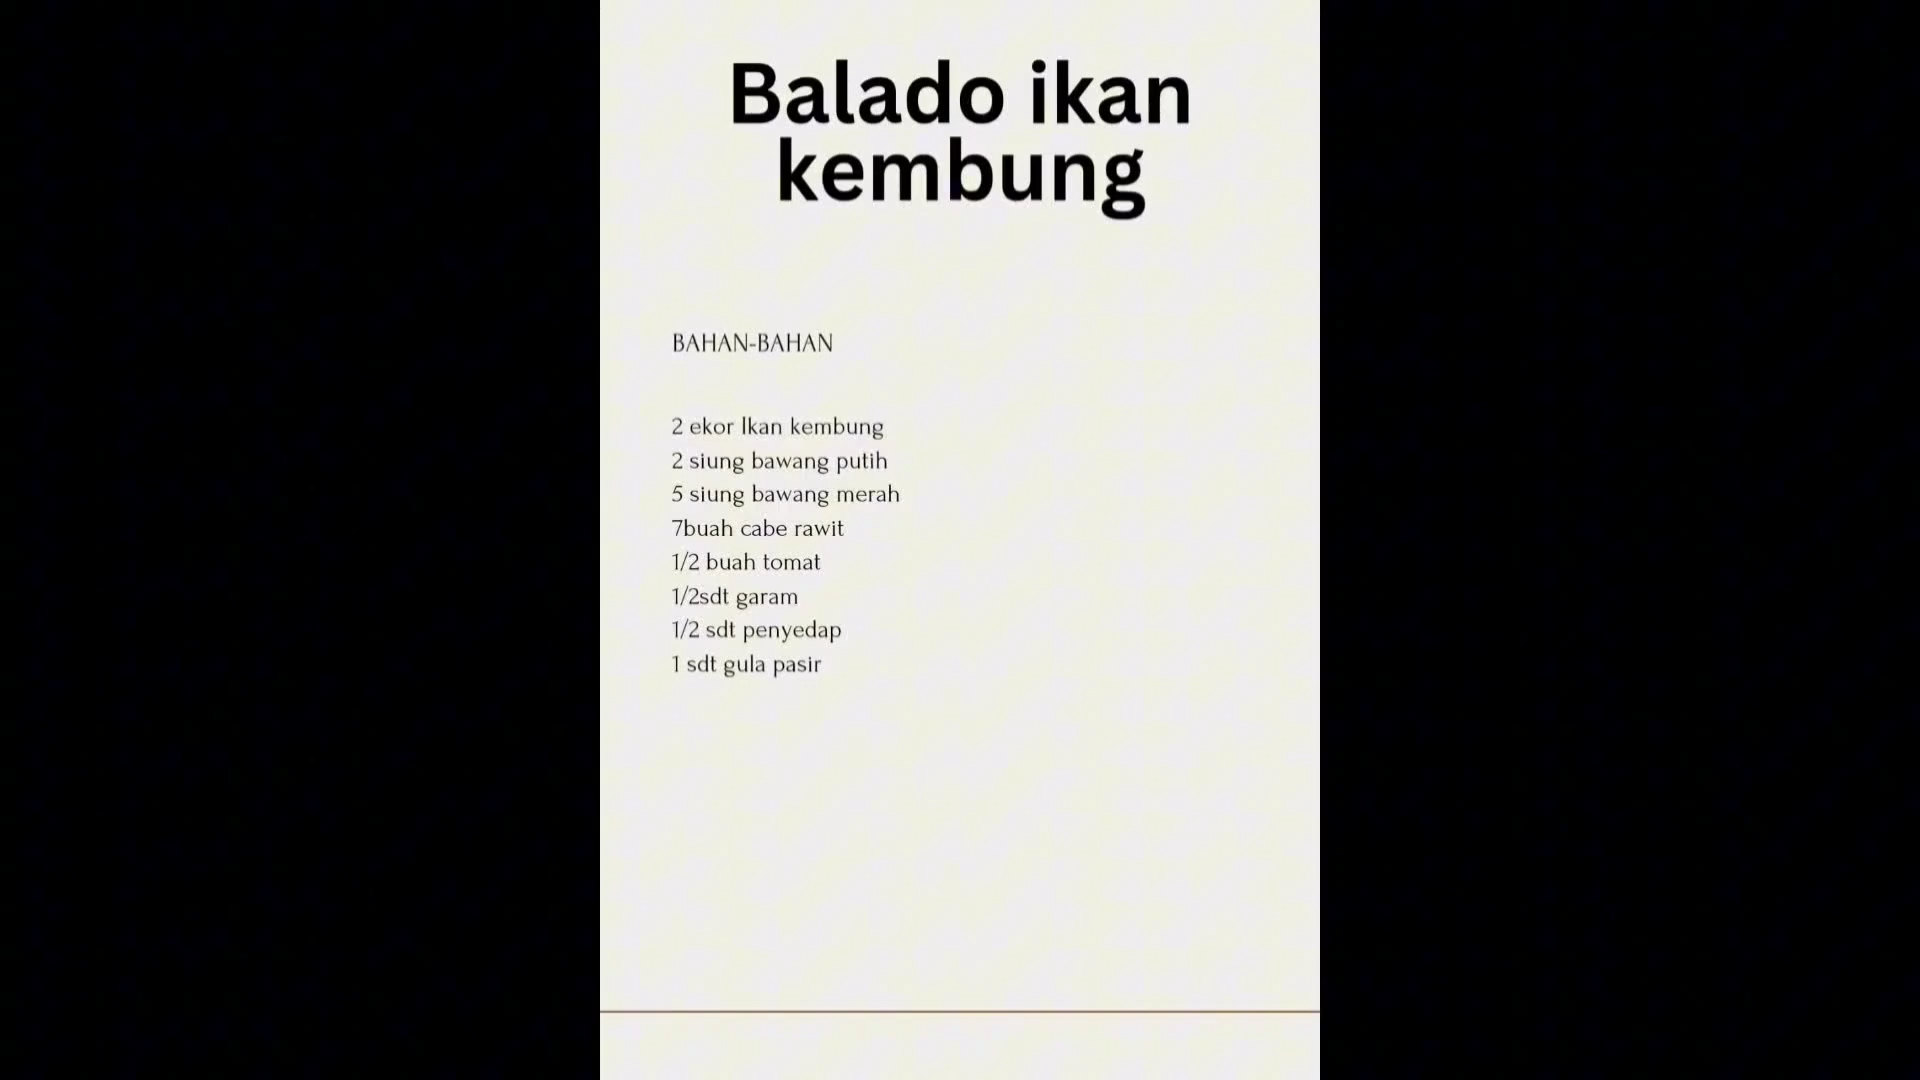 Balado ikan
kembung
BAHAN-BAHAN
2 ekor Ikan kembung
2 siung bawang putih
5 siung bawang merah
7buah cabe rawit
1/2 buah tomat
1/2sdt garam
1/2 sdt penyedap
1 sdt gula pasir